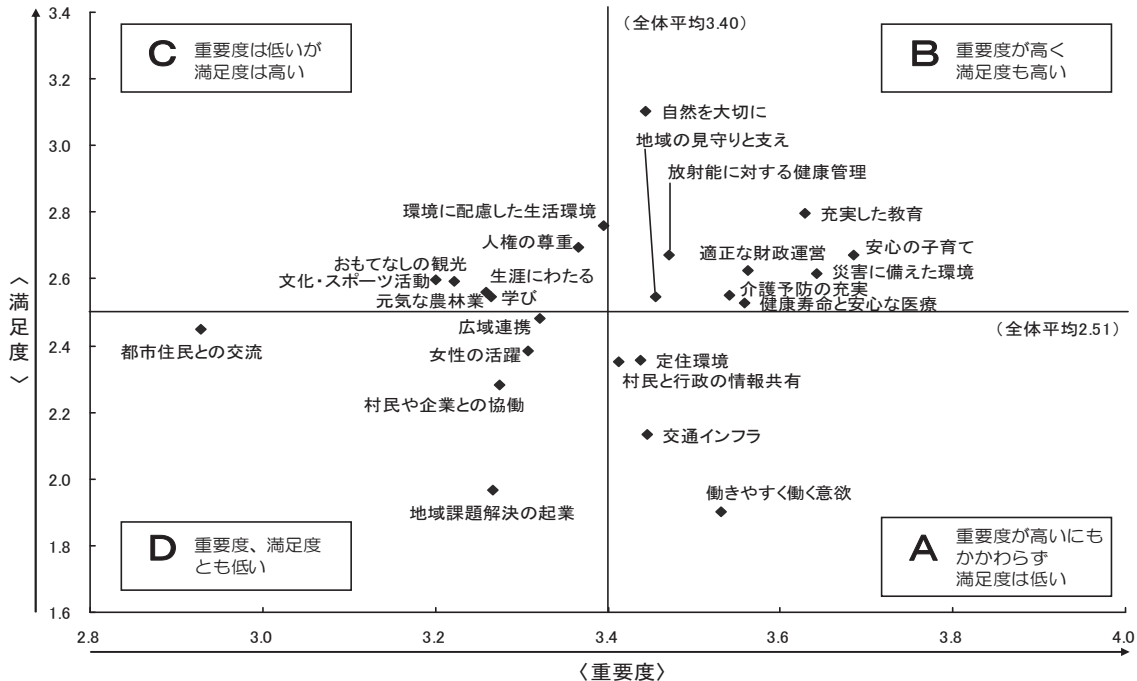 3.4
3.2
3.0
2.8
2.6
2.4
2.2
2.0
1.8
1.6
〈満足度〉
C 重要度は低いが
満足度は高い
(全体平均3.40)
B 重要度が高く
満足度も高い
自然を大切に
地域の見守りと支え
放射能に対する健康管理
環境に配慮した生活環境
充実した教育
人権の尊重
適正な財政運営
安心の子育て
おもてなしの観光
生涯にわたる
学び
災害に備えた環境
文化・スポーツ活動
介護予防の充実
元気な農林業
健康寿命と安心な医療
広域連携
(全体平均2.51)
都市住民との交流
女性の活躍
定住環境
村民と行政の情報共有
村民や企業との協働
交通インフラ
働きやすく働く意欲
地域課題解決の起業
D 重要度、満足度
とも低い
A 重要度が高いにも
かかわらず
満足度は低い
2.8 3.0 3.2 3.4 3.6 3.8 4.0
〈重要度〉